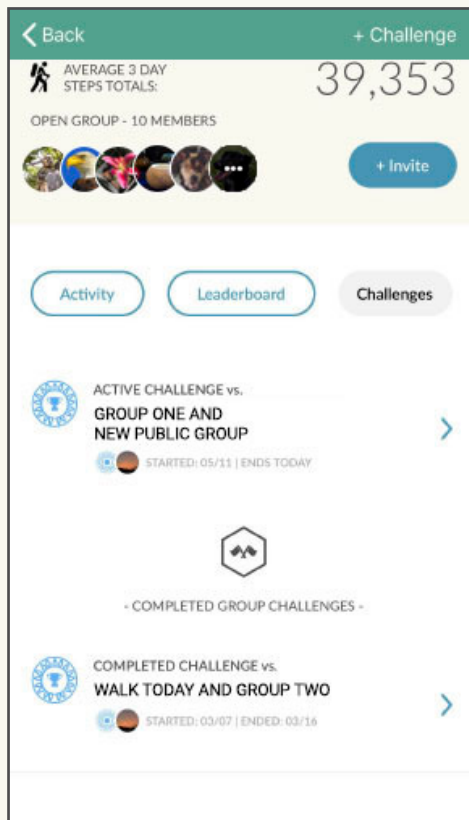 Back
+ Challenge
AVERAGE 3 DAY
STEPS TOTALS:
39,353
OPEN GROUP - 10 MEMBERS
+ Invite
Activity
Leaderboard
Challenges
ACTIVE CHALLENGE vs.
GROUP ONE AND
NEW PUBLIC GROUP
STARTED: 05/11 | ENDS TODAY
- COMPLETED GROUP CHALLENGES -
COMPLETED CHALLENGE vs.
WALK TODAY AND GROUP TWO
STARTED: 03/07 | ENDED: 03/16